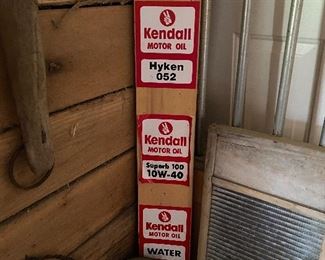 Kendall
MOTOR OIL
Hyken
052
Kendall
MOTOR OIL
Superb 100
10W-40
Kendall
MOTOR OIL
WATER